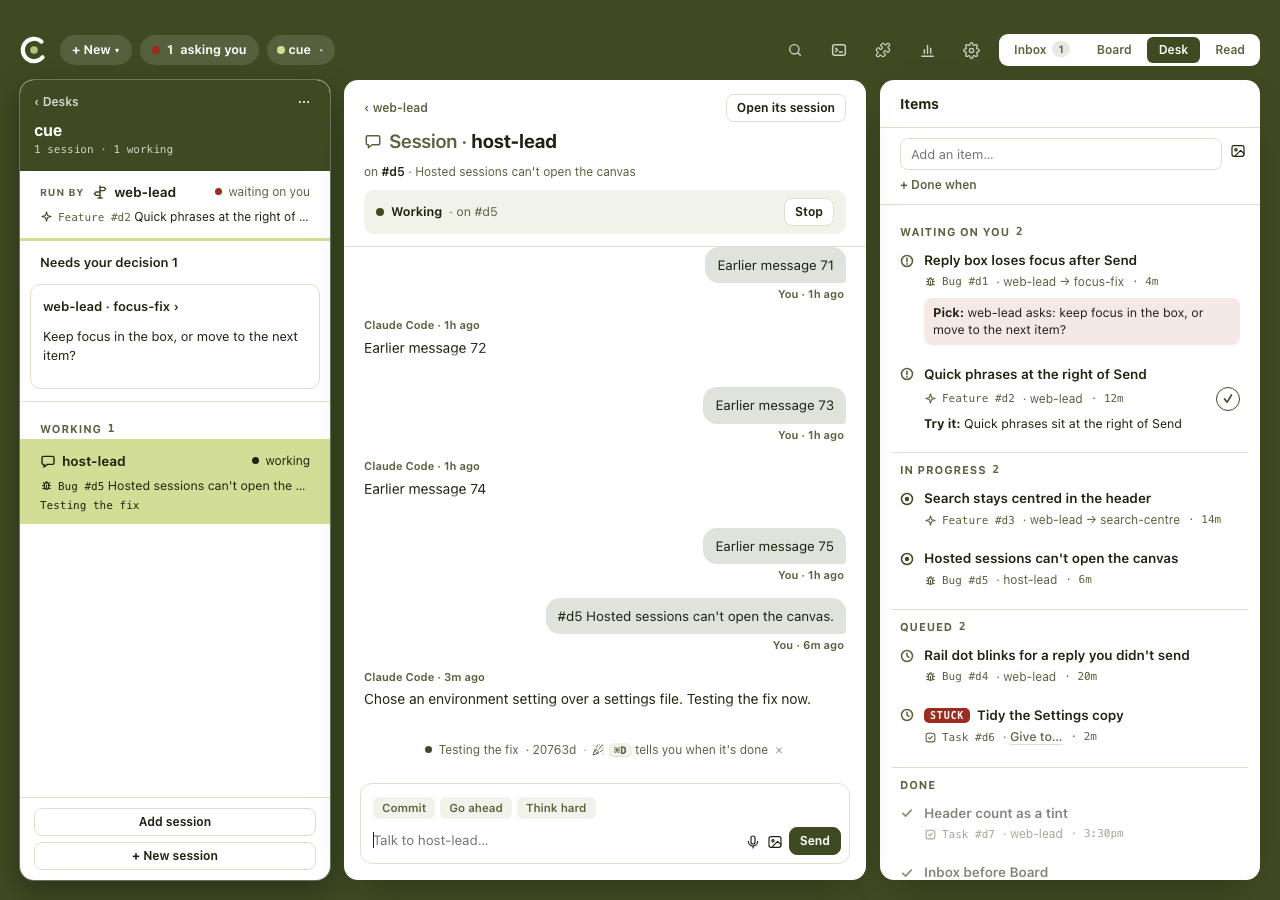 + New ▾
1 asking you
cue ·
Inbox 1
Board
Desk
Read
‹ Desks
···
cue
1 session · 1 working
RUN BY web-lead
waiting on you
Feature #d2 Quick phrases at the right of ...
Needs your decision 1
web-lead · focus-fix ›
Keep focus in the box, or move to the next
item?
WORKING 1
host-lead
working
Bug #d5 Hosted sessions can't open the ...
Testing the fix
Add session
+ New session
‹ web-lead
Open its session
Session · host-lead
on #d5 · Hosted sessions can't open the canvas
Working · on #d5
Stop
Earlier message 71
You · 1h ago
Claude Code · 1h ago
Earlier message 72
Earlier message 73
You · 1h ago
Claude Code · 1h ago
Earlier message 74
Earlier message 75
You · 1h ago
#d5 Hosted sessions can't open the canvas.
You · 6m ago
Claude Code · 3m ago
Chose an environment setting over a settings file. Testing the fix now.
Testing the fix · 20763d · ⌘D tells you when it's done ×
Commit
Go ahead
Think hard
Talk to host-lead...
Send
Items
Add an item...
+ Done when
WAITING ON YOU 2
Reply box loses focus after Send
Bug #d1 · web-lead → focus-fix · 4m
Pick: web-lead asks: keep focus in the box, or
move to the next item?
Quick phrases at the right of Send
Feature #d2 · web-lead · 12m
Try it: Quick phrases sit at the right of Send
IN PROGRESS 2
Search stays centred in the header
Feature #d3 · web-lead → search-centre · 14m
Hosted sessions can't open the canvas
Bug #d5 · host-lead · 6m
QUEUED 2
Rail dot blinks for a reply you didn't send
Bug #d4 · web-lead · 20m
STUCK Tidy the Settings copy
Task #d6 · Give to... · 2m
DONE
Header count as a tint
Task #d7 · web-lead · 3:30pm
Inbox before Board